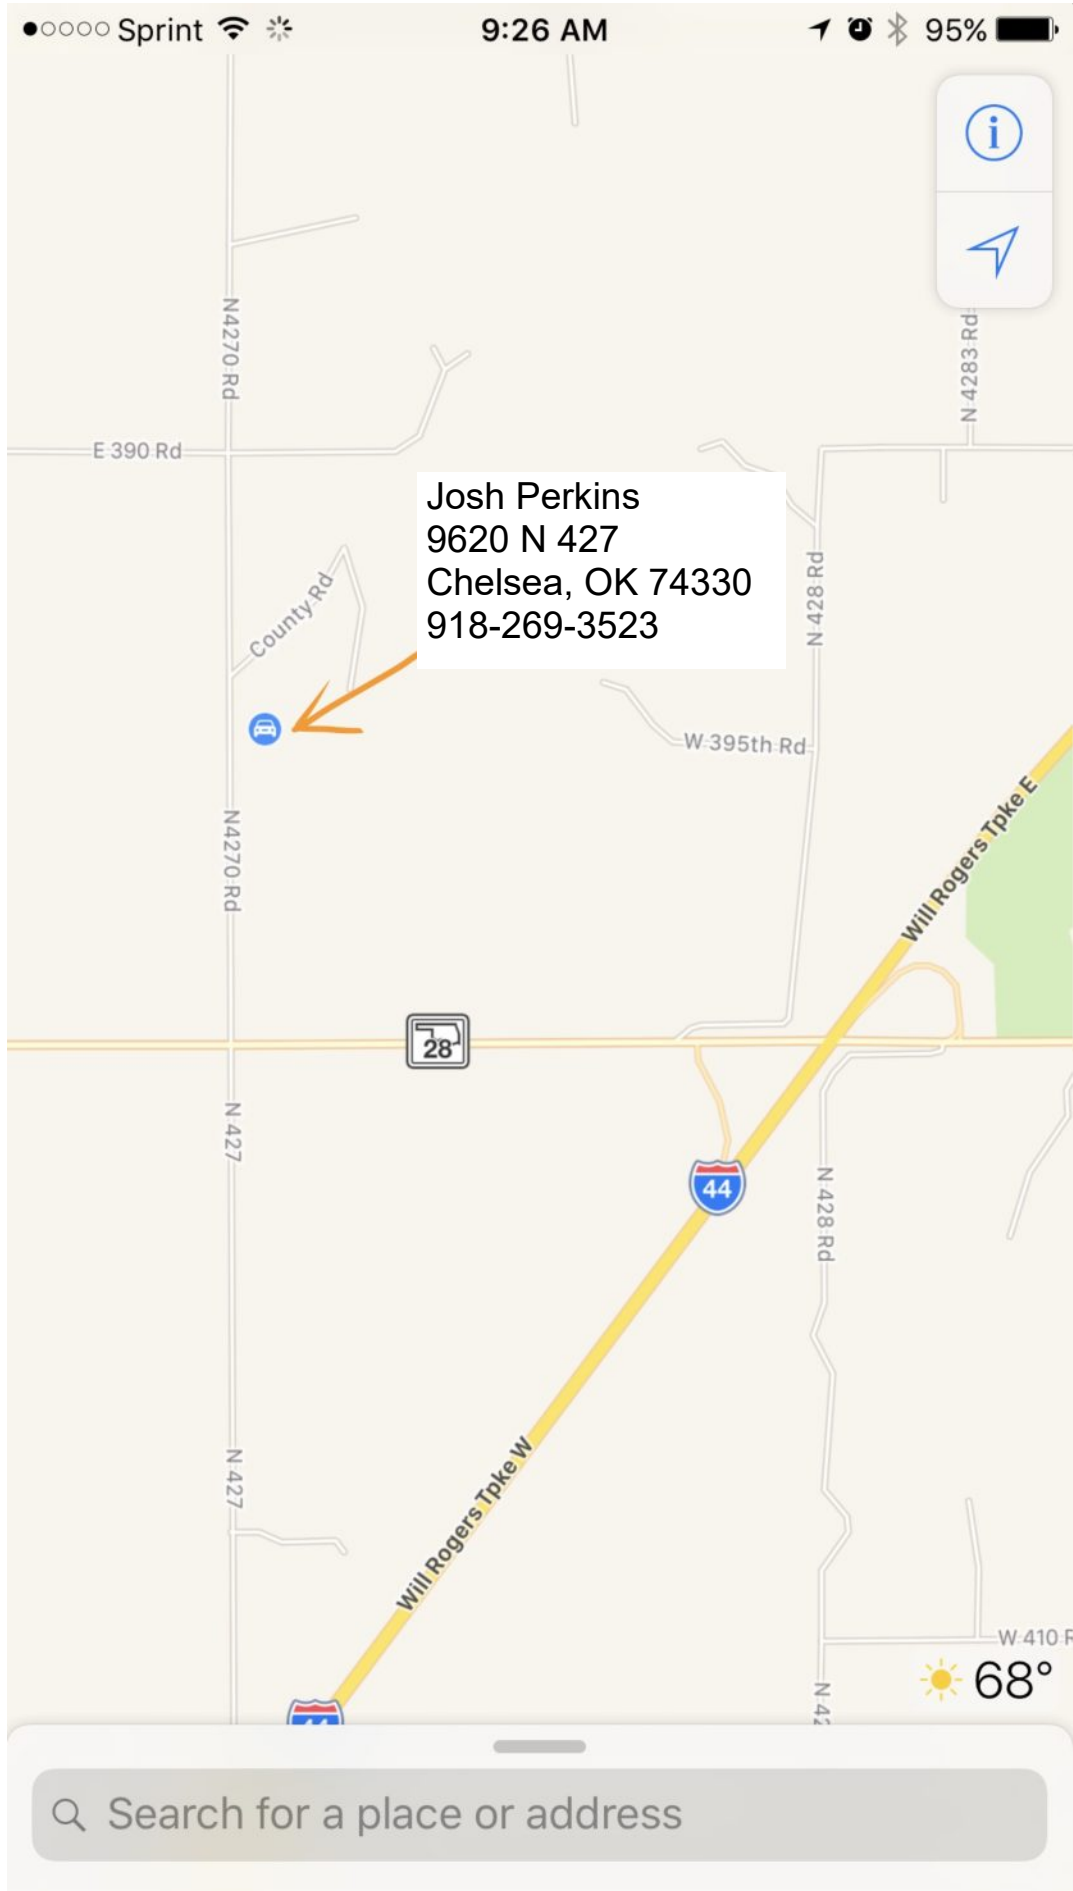 Sprint
9:26 AM
95%
i
N4270 Rd
N 4283 Rd
E 390 Rd
Josh Perkins
9620 N 427
Chelsea, OK 74330
918-269-3523
County Rd
N 428 Rd
W 395th Rd
Will Rogers Tpke E
N4270 Rd
28
N 427
44
N 428 Rd
N 427
Will Rogers Tpke W
W 410 R
68°
N 42
44
Search for a place or address